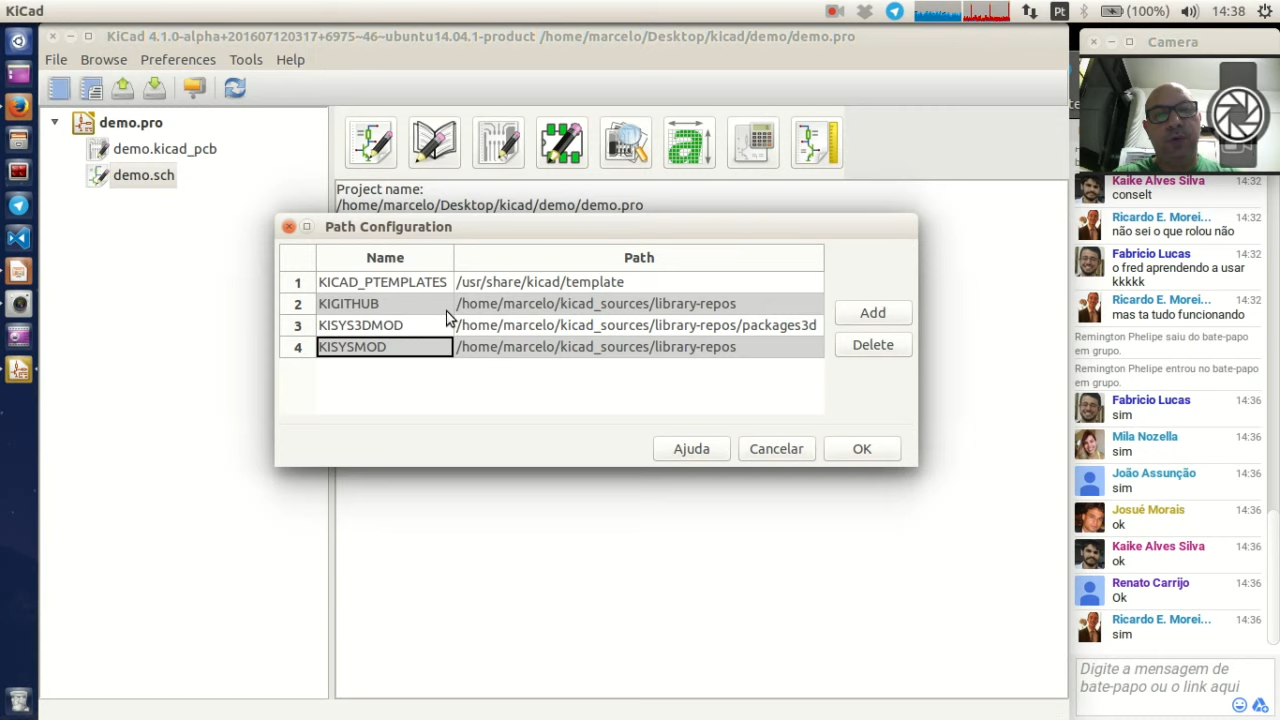 KiCad
Pt
(100%)
14:38
KiCad 4.1.0-alpha+201607120317+6975~46~ubuntu14.04.1-product /home/marcelo/Desktop/kicad/demo/demo.pro
File Browse Preferences Tools Help
demo.pro
demo.kicad_pcb
demo.sch
Project name:
/home/marcelo/Desktop/kicad/demo/demo.pro
Path Configuration
Name Path
1 KICAD_PTEMPLATES /usr/share/kicad/template
2 KIGITHUB /home/marcelo/kicad_sources/library-repos
3 KISYS3DMOD /home/marcelo/kicad_sources/library-repos/packages3d
4 KISYSMOD /home/marcelo/kicad_sources/library-repos
Add
Delete
Ajuda Cancelar OK
Camera
Kaike Alves Silva 14:32
conselt
Ricardo E. Morei... 14:32
não sei o que rolou não
Fabricio Lucas 14:32
o fred aprendendo a usar
kkkkk
Ricardo E. Morei... 14:32
mas ta tudo funcionando
Remington Phelipe saiu do bate-papo
em grupo.
Remington Phelipe entrou no bate-papo
em grupo.
Fabricio Lucas 14:36
sim
Mila Nozella 14:36
sim
João Assunção 14:36
sim
Josué Morais 14:36
ok
Kaike Alves Silva 14:36
ok
Renato Carrijo 14:36
Ok
Ricardo E. Morei... 14:36
sim
Digite a mensagem de
bate-papo ou o link aqui